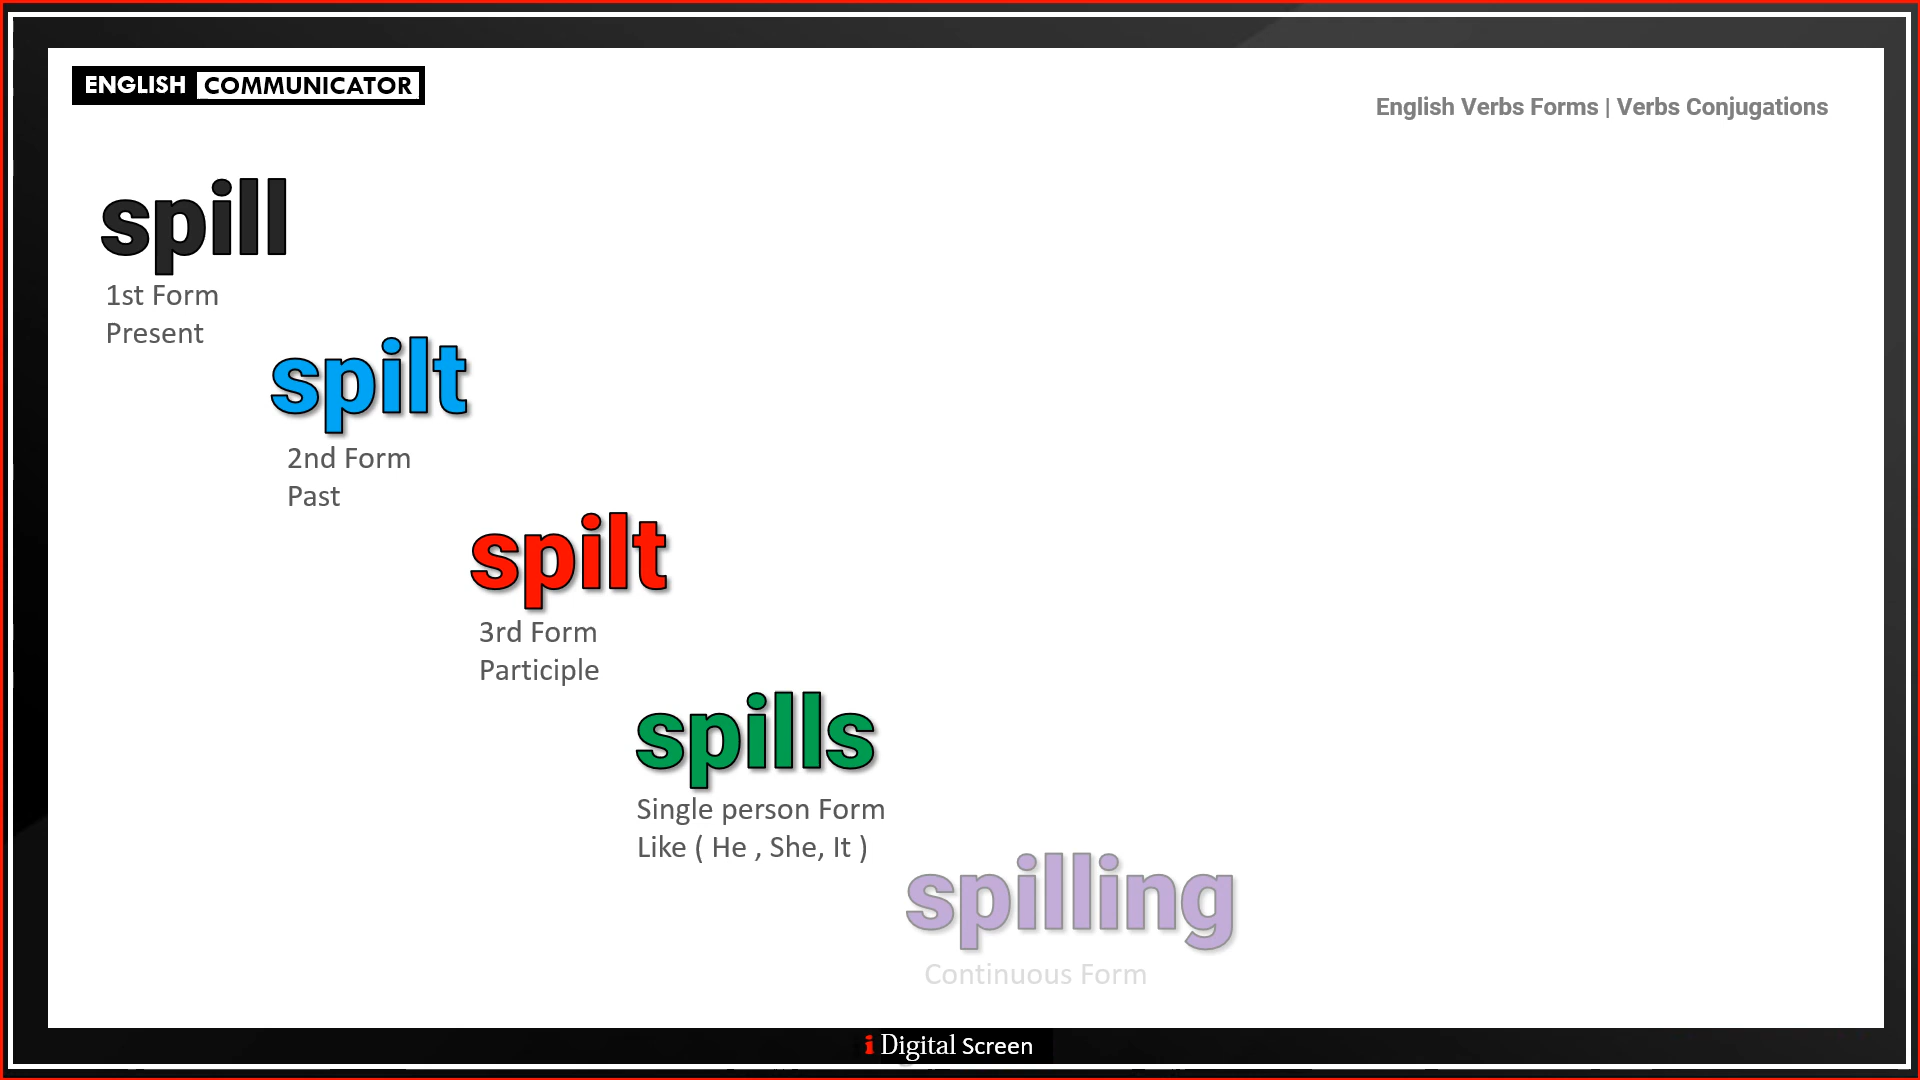 ENGLISH COMMUNICATOR
English Verbs Forms | Verbs Conjugations
spill
1st Form
Present
spilt
2nd Form
Past
spilt
3rd Form
Participle
spills
Single person Form
Like ( He , She, It )
spilling
Continuous Form
i Digital Screen